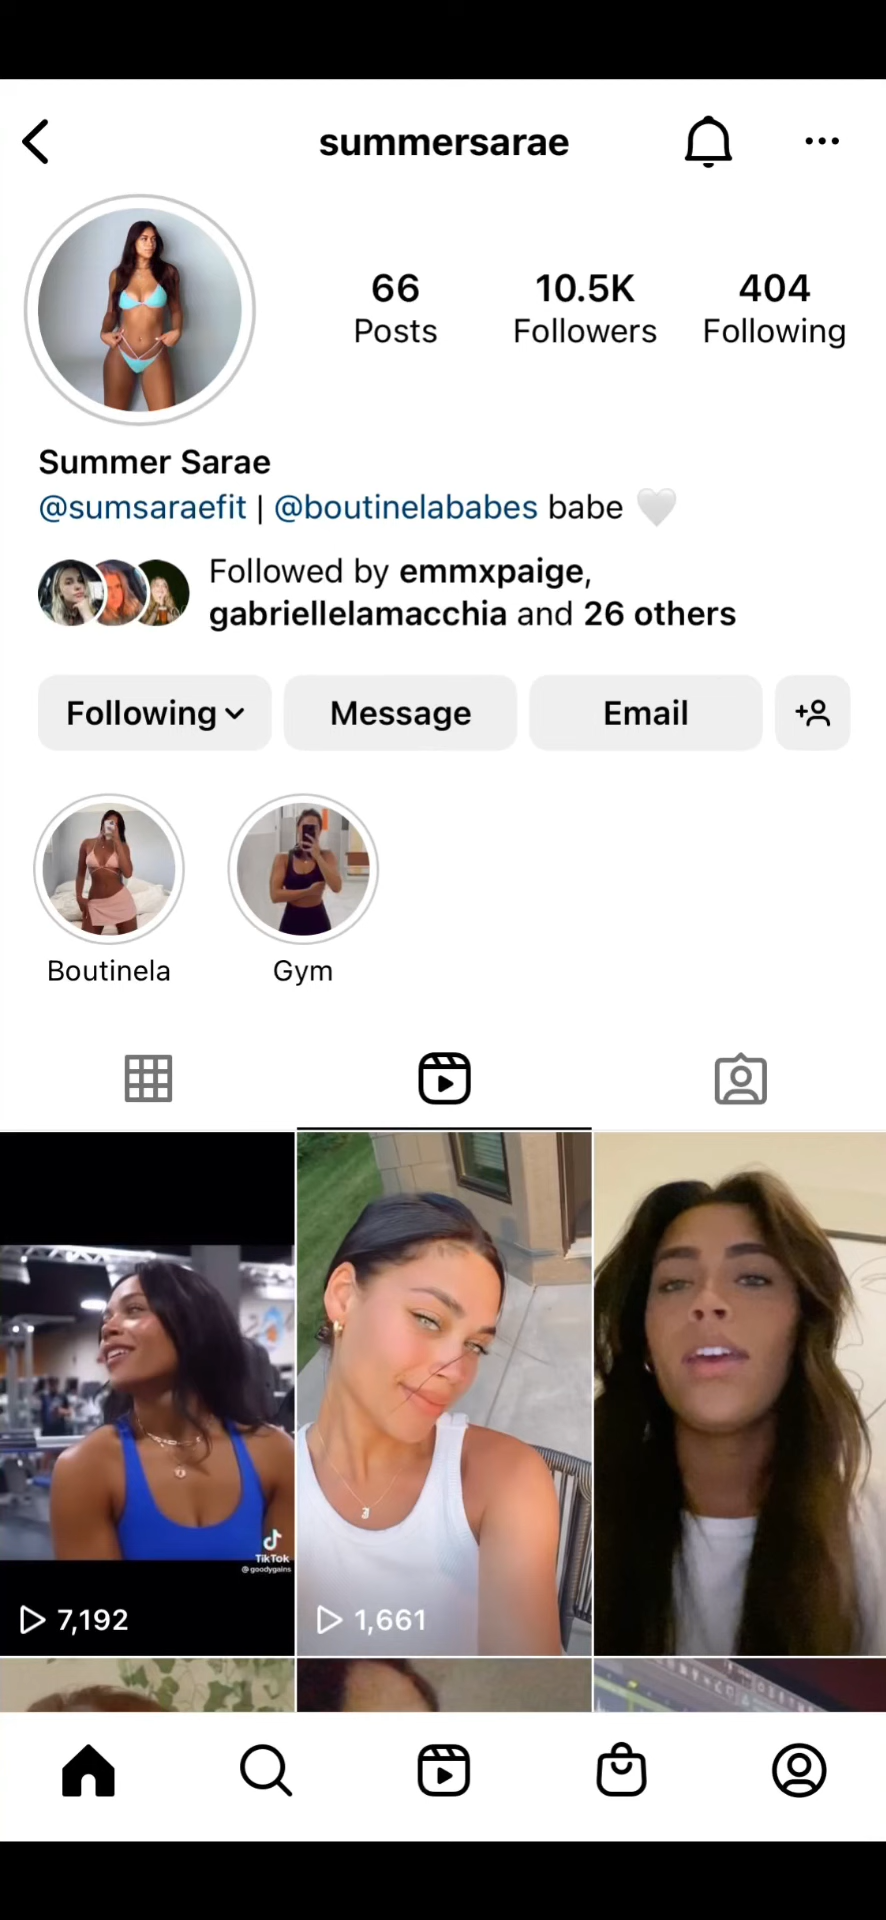 summersarae
66 10.5K 404
Posts Followers Following
Summer Sarae
@sumsaraefit | @boutinelababes babe 🤍
Followed by emmxpaige,
gabriellelamacchia and 26 others
Following Message Email
Boutinela Gym
TikTok
@goodygains
7,192 1,661